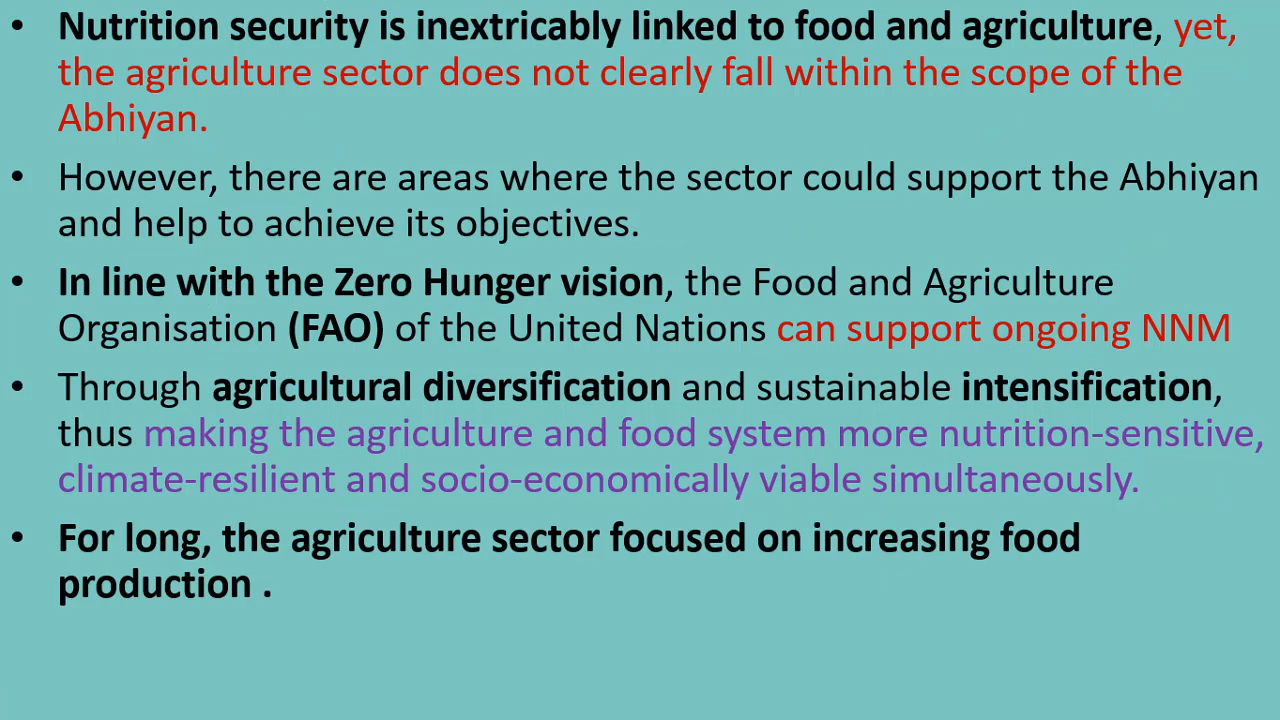 • Nutrition security is inextricably linked to food and agriculture, yet,
the agriculture sector does not clearly fall within the scope of the
Abhiyan.
• However, there are areas where the sector could support the Abhiyan
and help to achieve its objectives.
• In line with the Zero Hunger vision, the Food and Agriculture
Organisation (FAO) of the United Nations can support ongoing NNM
• Through agricultural diversification and sustainable intensification,
thus making the agriculture and food system more nutrition-sensitive,
climate-resilient and socio-economically viable simultaneously.
• For long, the agriculture sector focused on increasing food
production .